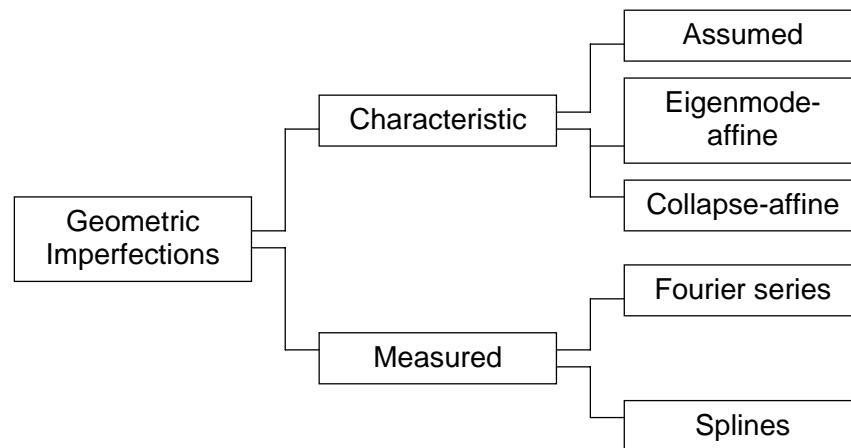 Geometric
Imperfections
Characteristic
Assumed
Eigenmode-
affine
Collapse-affine
Measured
Fourier series
Splines